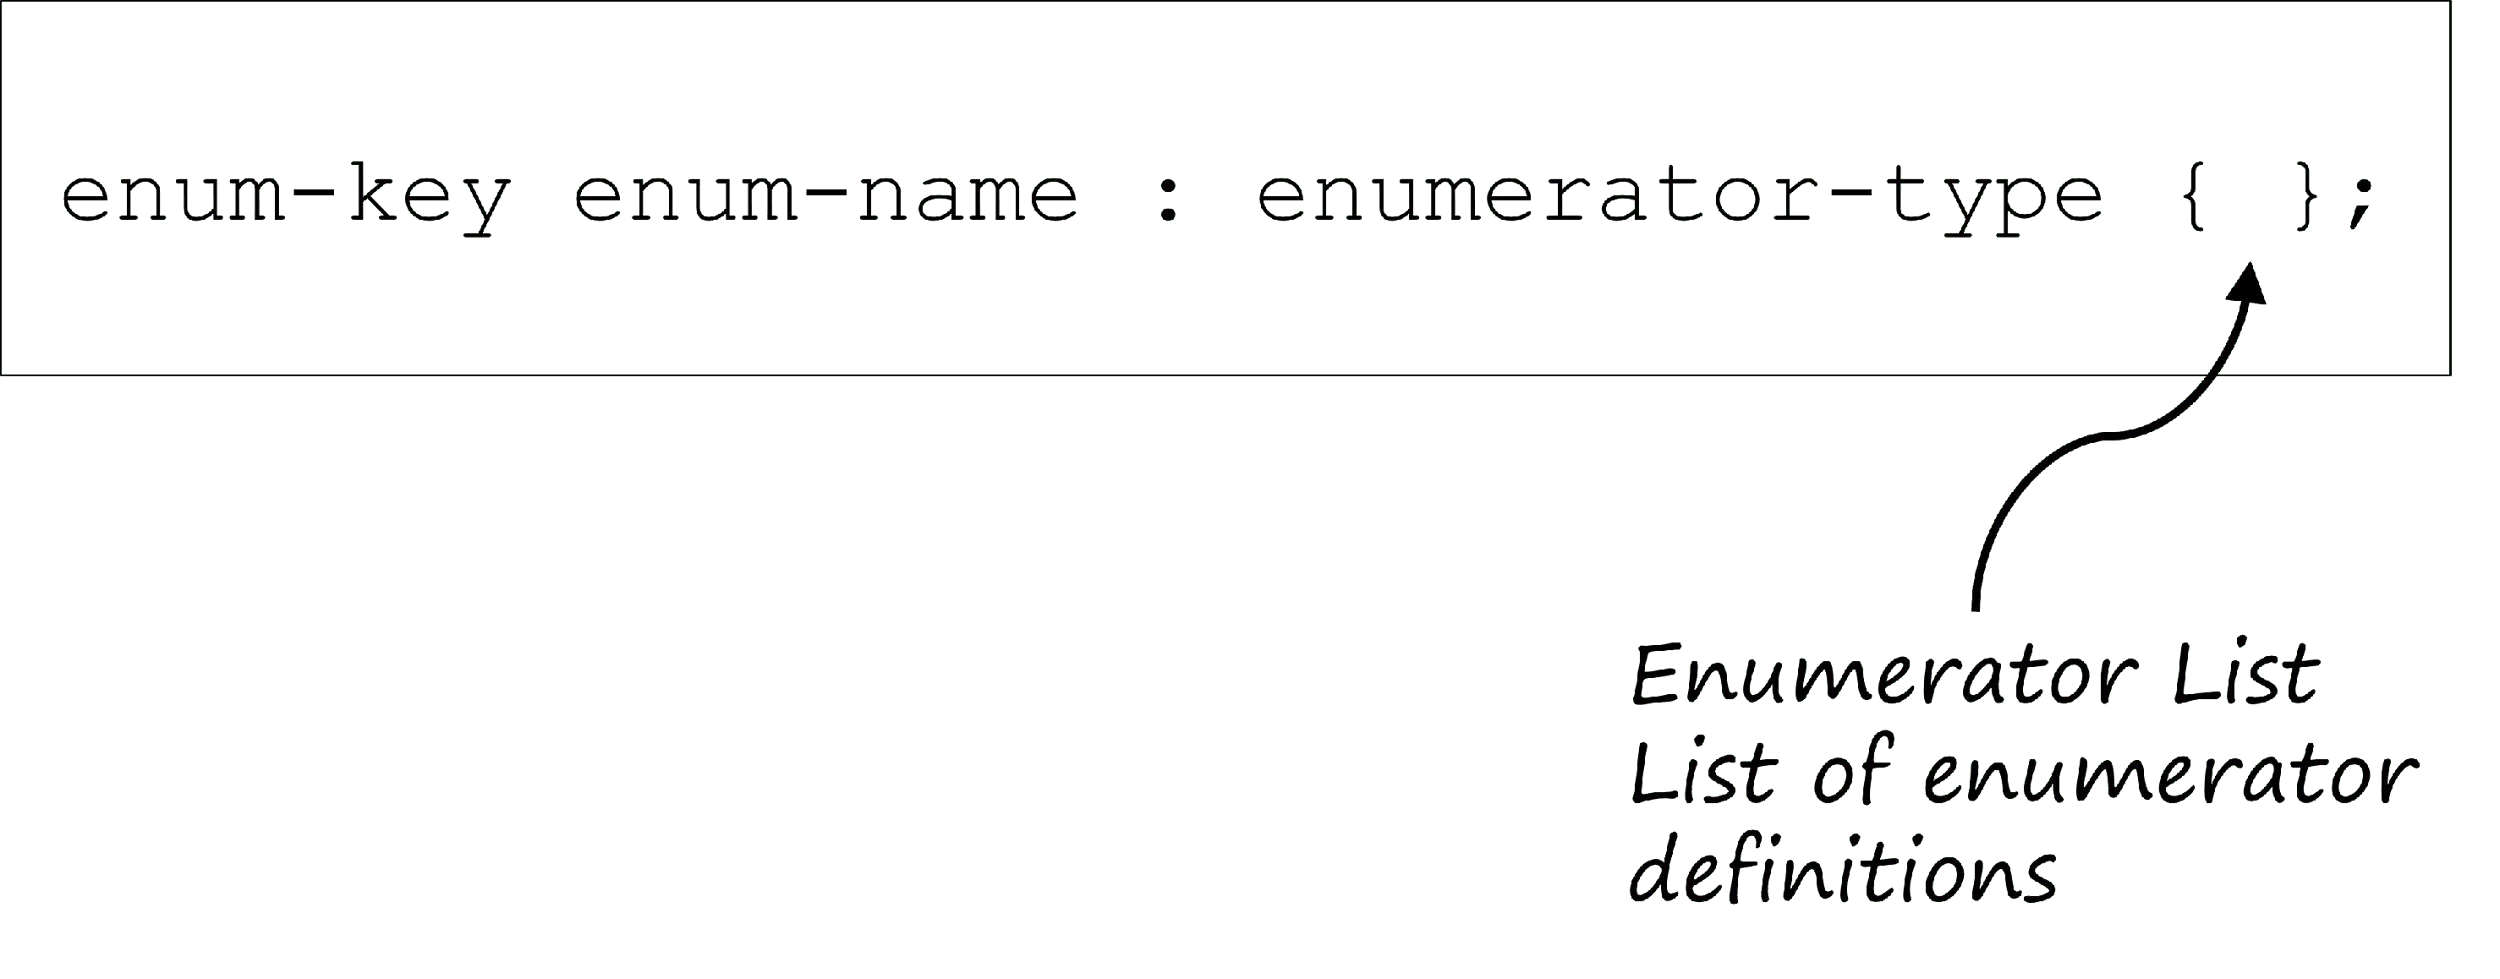 enum-key enum-name : enumerator-type { };
Enumerator List
List of enumerator
definitions